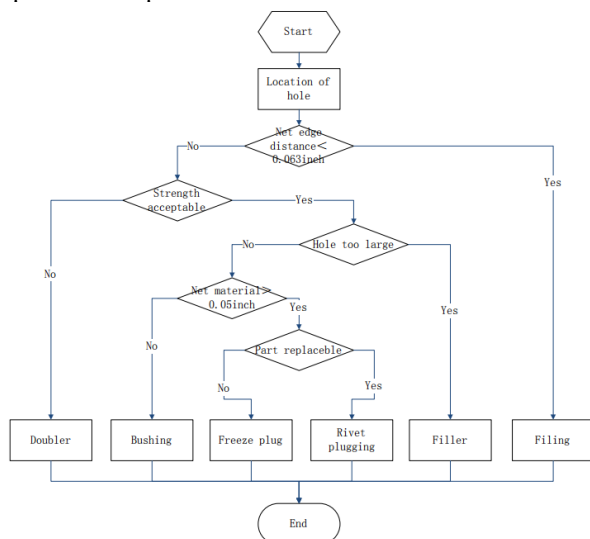 Start
Location of
hole
Net edge
distance<
0.063inch
No
Yes
Strength
acceptable
Yes
No
Hole too large
No
Yes
Net material≥
0.05inch
Yes
No
Part replaceble
No
Yes
Doubler
Bushing
Freeze plug
Rivet
plugging
Filler
Filing
End